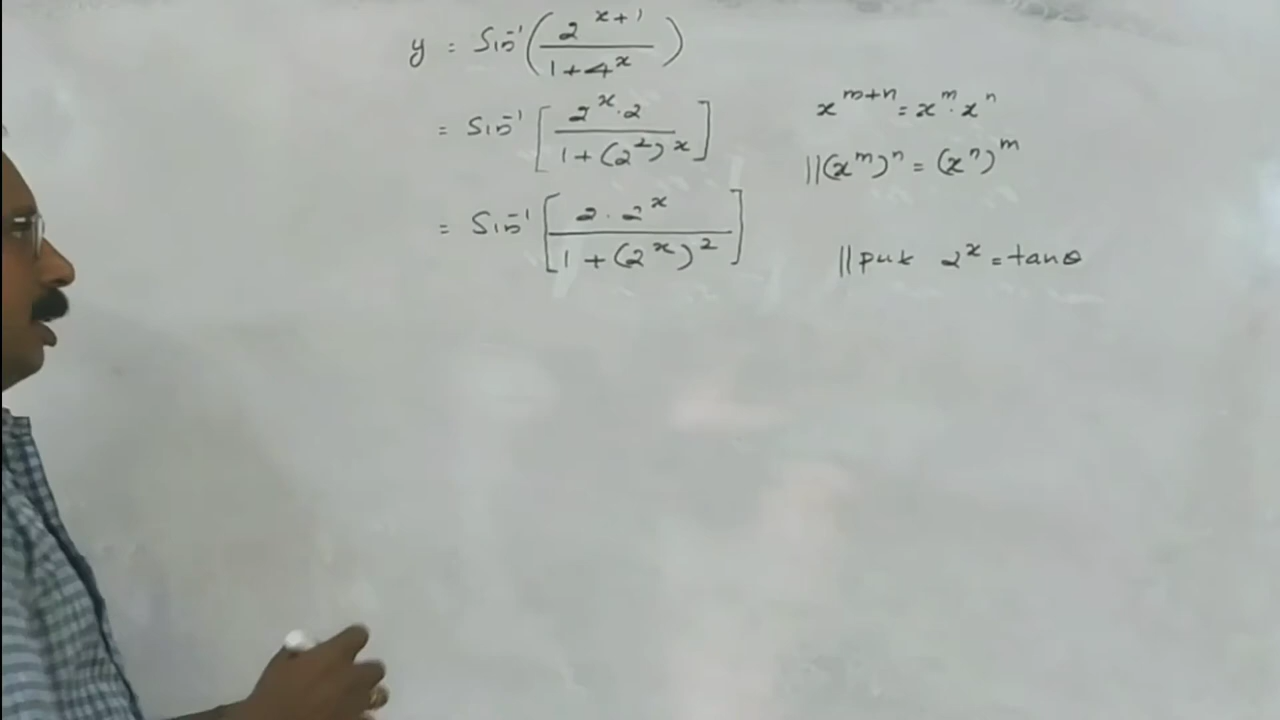 y = Sin⁻¹(2^(x+1) / (1+4^x))
= Sin⁻¹[2^x · 2 / (1+(2²)^x)]
x^(m+n) = x^m · x^n
||(x^m)^n = (x^n)^m
= Sin⁻¹[2 · 2^x / (1+(2^x)²)]
||put 2^x = tanθ